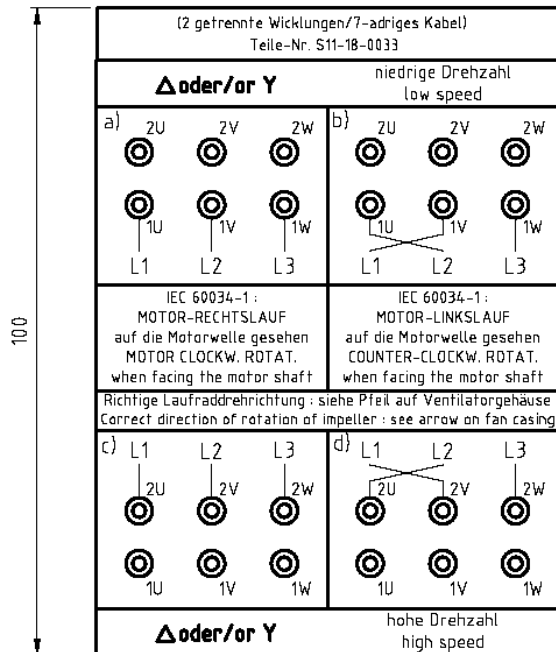 (2 getrennte Wicklungen/7-adriges Kabel)
Teile-Nr. S11-18-0033
Δ oder/or Y
niedrige Drehzahl
low speed
a)
2U 2V 2W
1U 1V 1W
L1 L2 L3
b)
2U 2V 2W
1U 1V 1W
L1 L2 L3
IEC 60034-1 :
MOTOR-RECHTSLAUF
auf die Motorwelle gesehen
MOTOR CLOCKW. ROTAT.
when facing the motor shaft
IEC 60034-1 :
MOTOR-LINKSLAUF
auf die Motorwelle gesehen
COUNTER-CLOCKW. ROTAT.
when facing the motor shaft
Richtige Laufraddrehrichtung : siehe Pfeil auf Ventilatorgehäuse
Correct direction of rotation of impeller : see arrow on fan casing
c)
L1 L2 L3
2U 2V 2W
1U 1V 1W
d)
L1 L2 L3
2U 2V 2W
1U 1V 1W
Δ oder/or Y
hohe Drehzahl
high speed
100